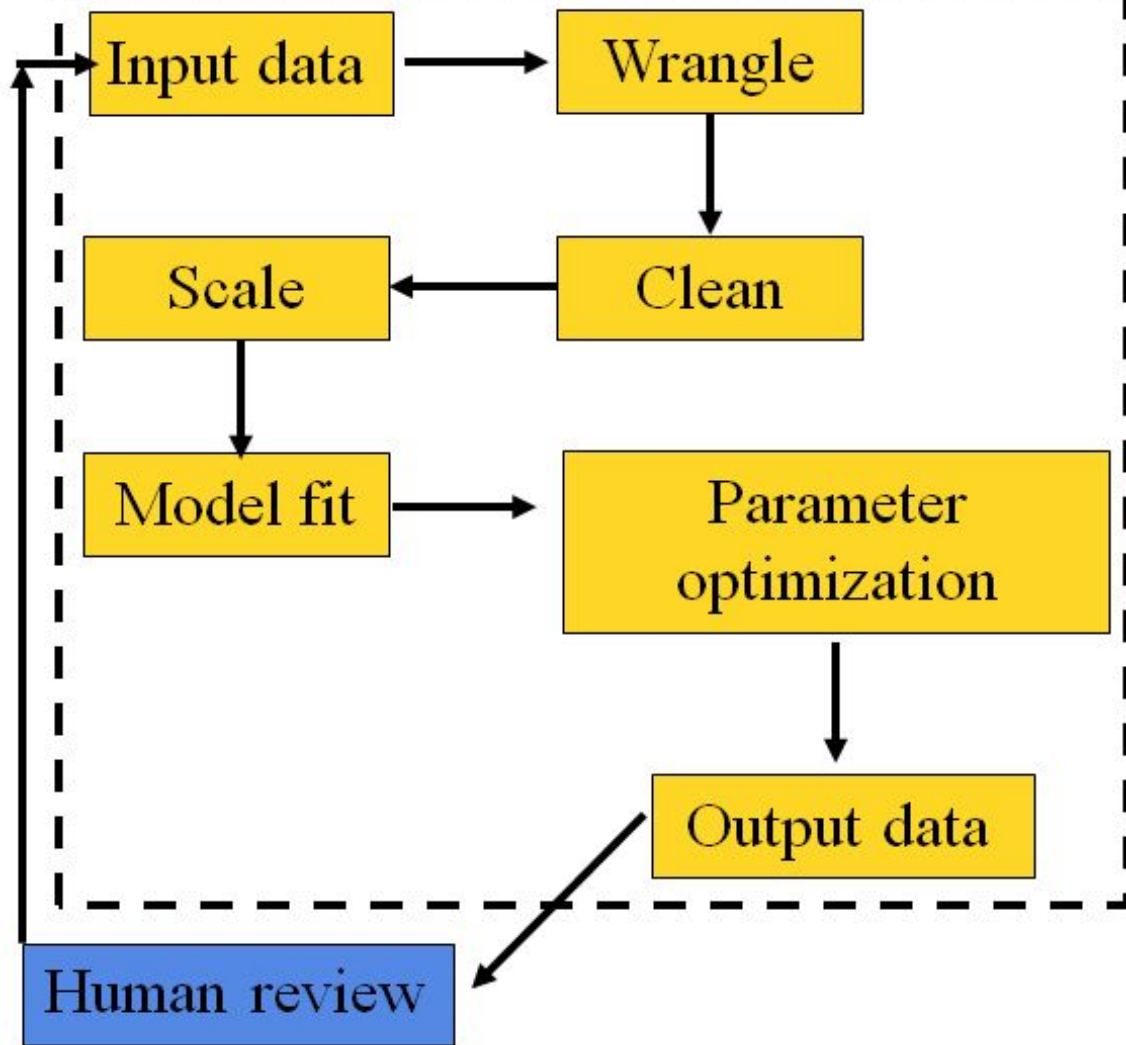 Input data
Wrangle
Clean
Scale
Model fit
Parameter
optimization
Output data
Human review